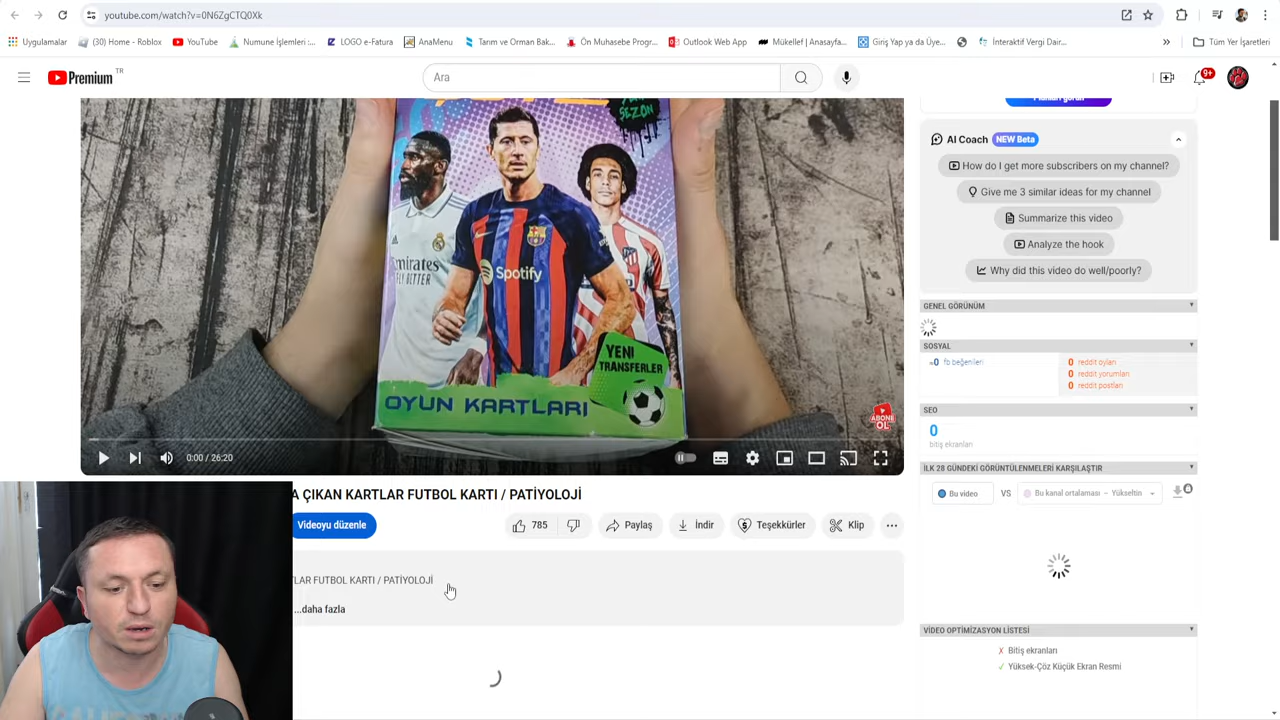 youtube.com/watch?v=0N6ZgCTQ0Xk
Uygulamalar
(30) Home - Roblox
YouTube
Numune İşlemleri :...
LOGO e-Fatura
AnaMenu
Tarım ve Orman Bak...
Ön Muhasebe Progr...
Outlook Web App
Mükellef | Anasayfa...
Giriş Yap ya da Üye...
İnteraktif Vergi Dair...
»
Tüm Yer İşaretleri
Premium TR
Ara
9+
SEZON
Emirates
FLY BETTER
Spotify
YENİ
TRANSFERLER
OYUN KARTLARI
ABONE
OL
0:00 / 26:20
A ÇIKAN KARTLAR FUTBOL KARTI / PATİYOLOJİ
Videoyu düzenle
785
Paylaş
İndir
Teşekkürler
Klip
LAR FUTBOL KARTI / PATİYOLOJİ
...daha fazla
AI Coach NEW Beta
How do I get more subscribers on my channel?
Give me 3 similar ideas for my channel
Summarize this video
Analyze the hook
Why did this video do well/poorly?
GENEL GÖRÜNÜM
SOSYAL
0 fb beğenileri
0 reddit oyları
0 reddit yorumları
0 reddit postları
SEO
0
bitiş ekranları
İLK 28 GÜNDEKİ GÖRÜNTÜLENMELERİ KARŞILAŞTIR
Bu video VS Bu kanal ortalaması - Yükseltin
VİDEO OPTİMİZASYON LİSTESİ
✗ Bitiş ekranları
✓ Yüksek-Çöz Küçük Ekran Resmi